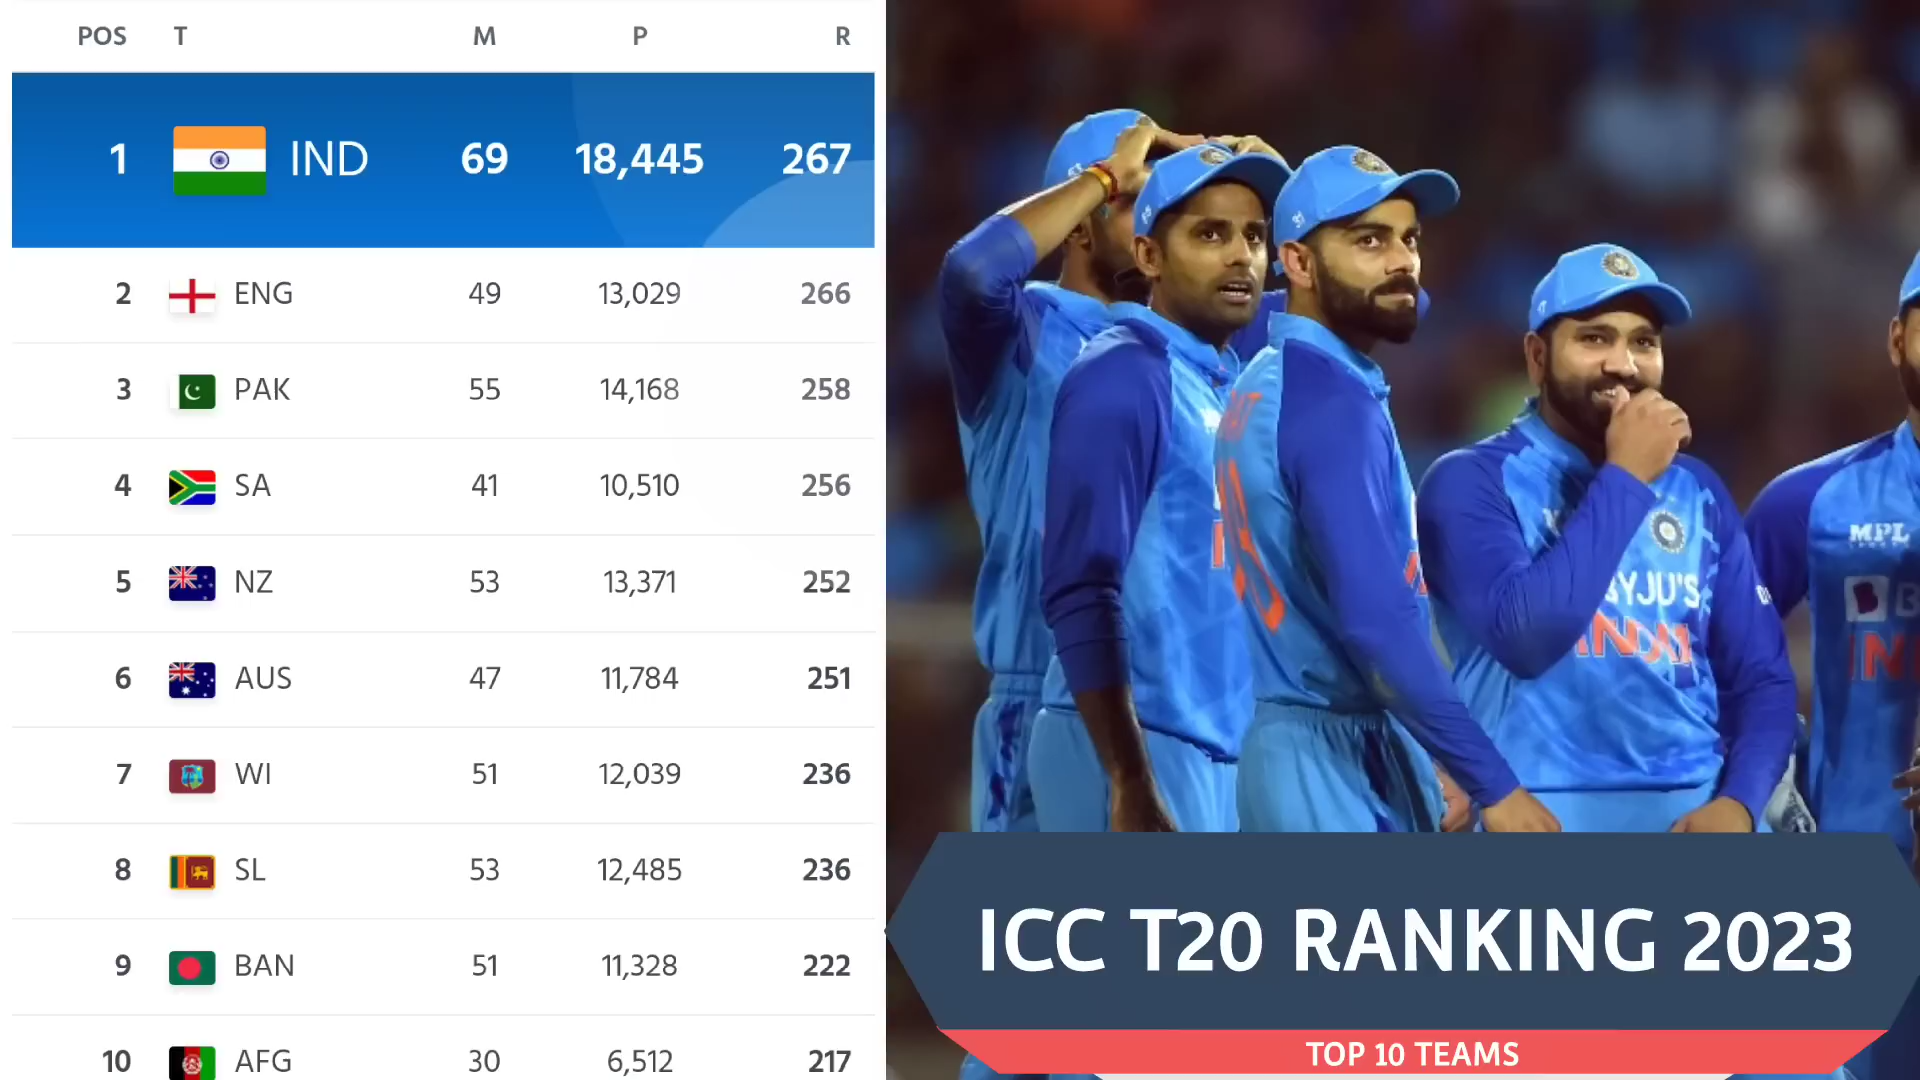 POS T M P R
1 IND 69 18,445 267
2 ENG 49 13,029 266
3 PAK 55 14,168 258
4 SA 41 10,510 256
5 NZ 53 13,371 252
6 AUS 47 11,784 251
7 WI 51 12,039 236
8 SL 53 12,485 236
9 BAN 51 11,328 222
10 AFG 30 6,512 217
MPL
BYJU'S
INDIA
ICC T20 RANKING 2023
TOP 10 TEAMS